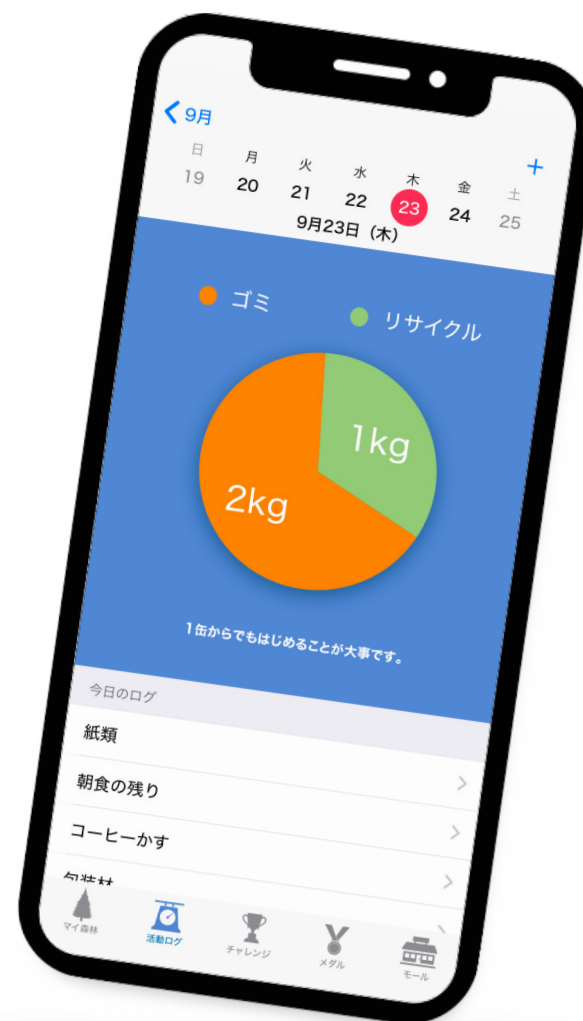 9月
日 月 火 水 木 金 土
19 20 21 22 23 24 25
9月23日（木）
ゴミ リサイクル
1kg
2kg
1缶からでもはじめることが大事です。
今日のログ
紙類
朝食の残り
コーヒーかす
包装材
マイ森林 活動ログ チャレンジ メダル モール